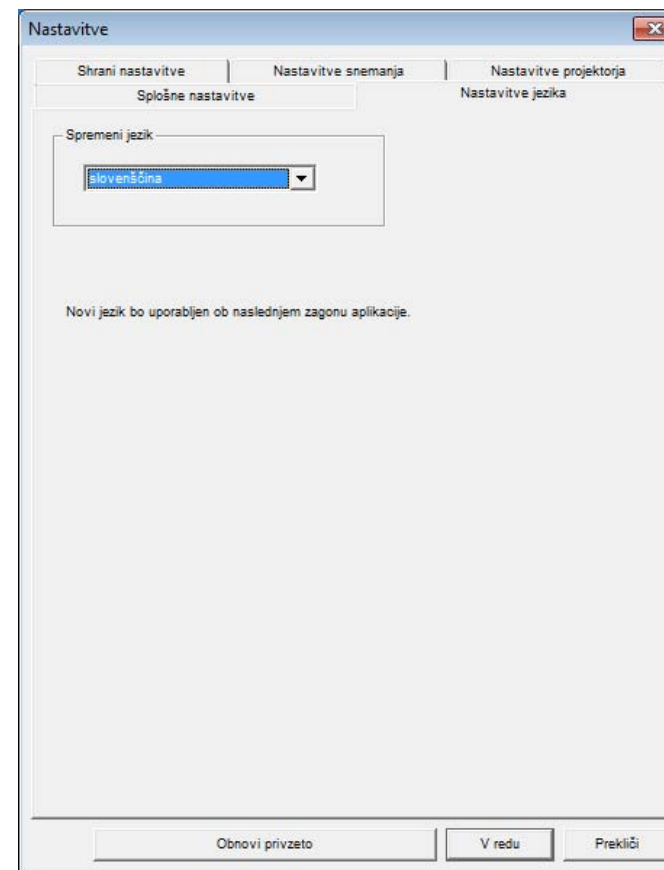 Nastavitve
Shrani nastavitve
Nastavitve snemanja
Nastavitve projektorja
Splošne nastavitve
Nastavitve jezika
Spremeni jezik
slovenščina
Novi jezik bo uporabljen ob naslednjem zagonu aplikacije.
Obnovi privzeto
V redu
Prekliči